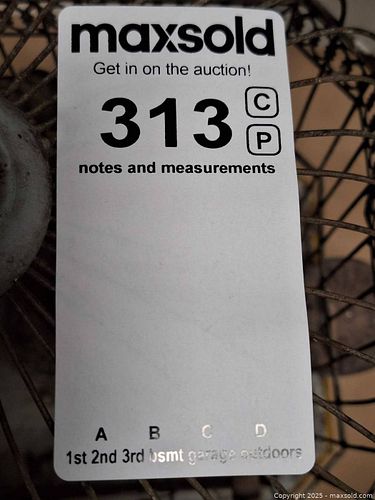 maxsold
Get in on the auction!
313 C
P
notes and measurements
A B C D
1st 2nd 3rd bsmt garage outdoors
Copyright 2025 - maxsold.com